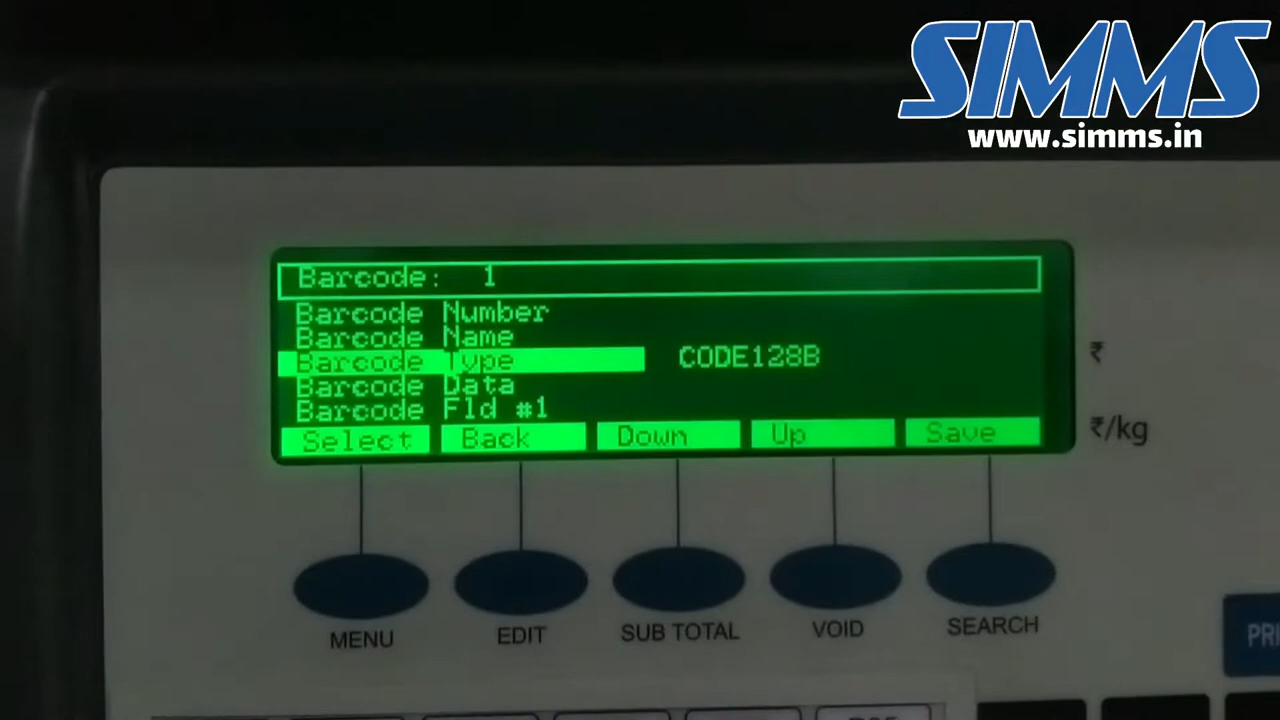 SIMMS
www.simms.in
Barcode: 1
Barcode Number
Barcode Name
Barcode Type CODE128B
Barcode Data
Barcode Fld #1
Select Back Down Up Save
₹
₹/kg
MENU EDIT SUB TOTAL VOID SEARCH